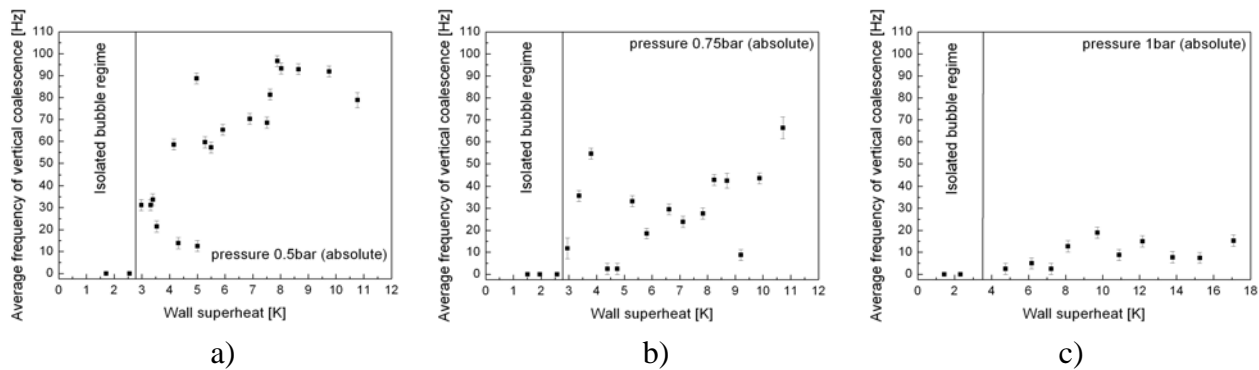 Average frequency of vertical coalescence [Hz]
110
100
90
80
70
60
50
40
30
20
10
0
Isolated bubble regime
pressure 0.5bar (absolute)
0 1 2 3 4 5 6 7 8 9 10 11 12
Wall superheat [K]
a)
Average frequency of vertical coalescence [Hz]
110
100
90
80
70
60
50
40
30
20
10
0
Isolated bubble regime
pressure 0.75bar (absolute)
0 1 2 3 4 5 6 7 8 9 10 11 12
Wall superheat [K]
b)
Average frequency of vertical coalescence [Hz]
110
100
90
80
70
60
50
40
30
20
10
0
Isolated bubble regime
pressure 1bar (absolute)
0 2 4 6 8 10 12 14 16 18
Wall superheat [K]
c)